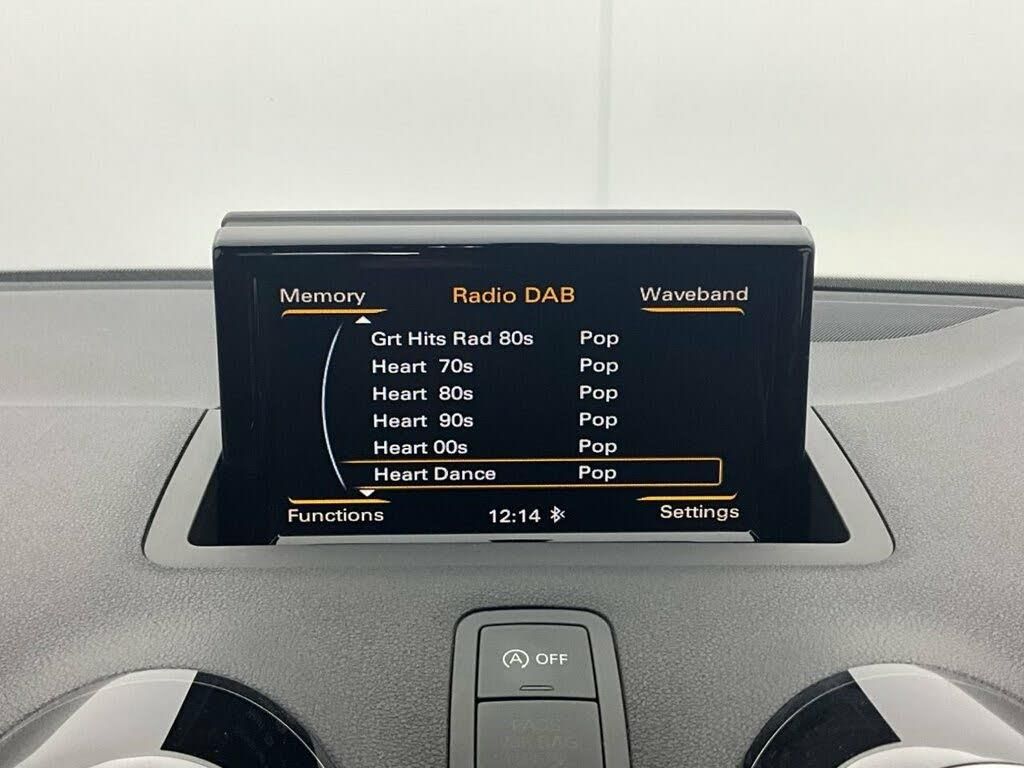 Memory Radio DAB Waveband
Grt Hits Rad 80s Pop
Heart 70s Pop
Heart 80s Pop
Heart 90s Pop
Heart 00s Pop
Heart Dance Pop
Functions 12:14 Settings
A OFF